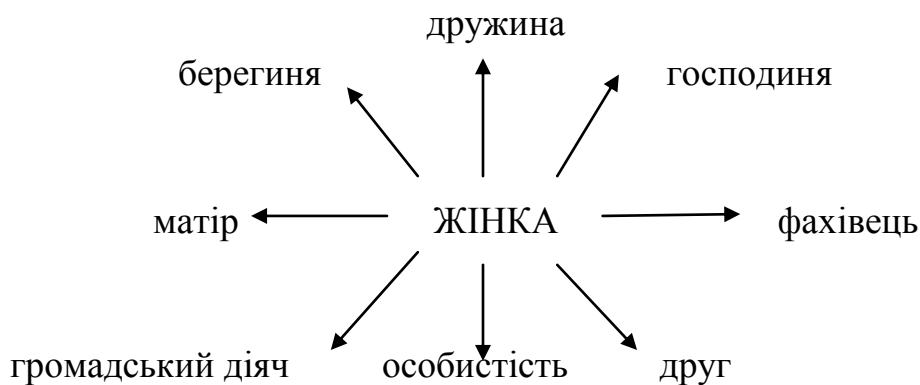 дружина
берегиня господиня
матір ЖІНКА фахівець
громадський діяч особистість друг